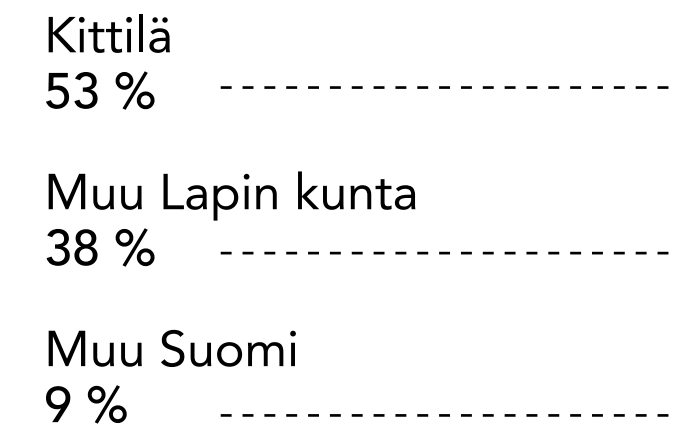 Kittilä
53 %
Muu Lapin kunta
38 %
Muu Suomi
9 %